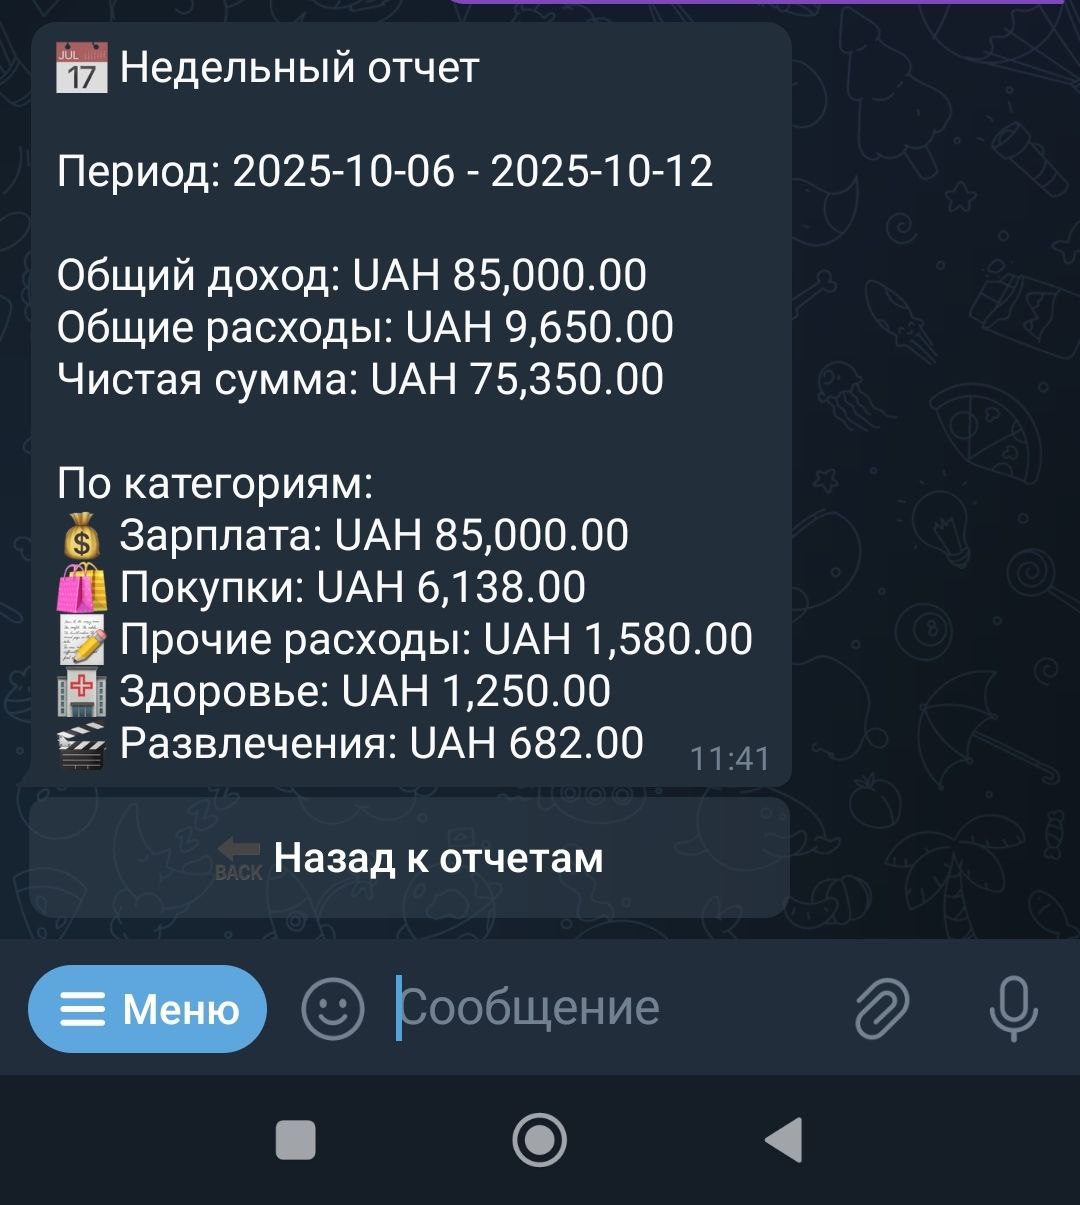 JUL
17
Недельный отчет
Период: 2025-10-06 - 2025-10-12
Общий доход: UAH 85,000.00
Общие расходы: UAH 9,650.00
Чистая сумма: UAH 75,350.00
По категориям:
Зарплата: UAH 85,000.00
Покупки: UAH 6,138.00
Прочие расходы: UAH 1,580.00
Здоровье: UAH 1,250.00
Развлечения: UAH 682.00
11:41
BACK Назад к отчетам
Меню
Сообщение